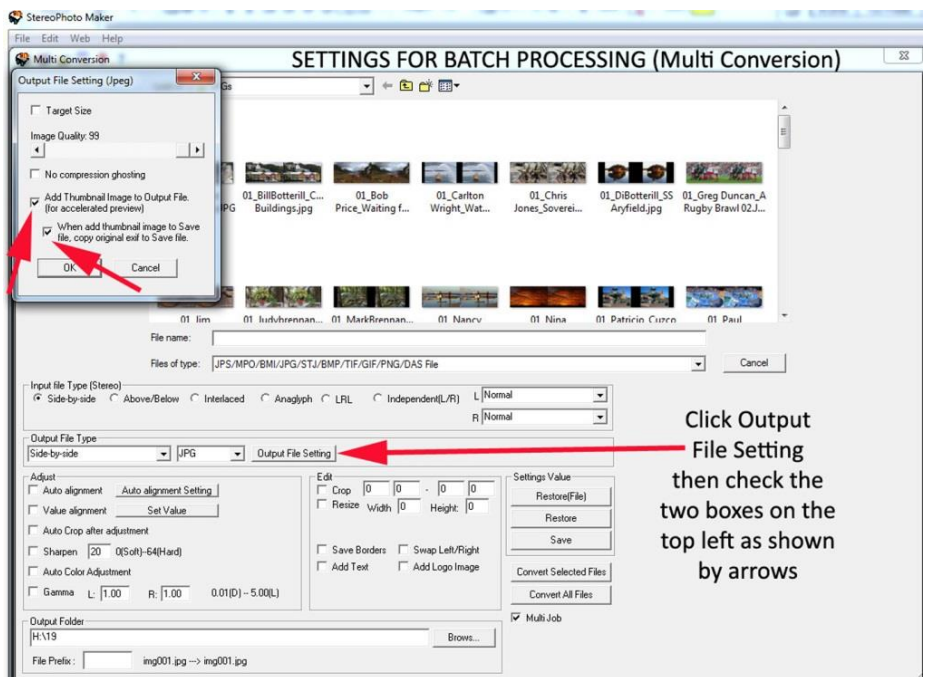 StereoPhoto Maker
File Edit Web Help
Multi Conversion
SETTINGS FOR BATCH PROCESSING (Multi Conversion)
Output File Setting (Jpeg)
Target Size
Image Quality: 99
No compression ghosting
Add Thumbnail Image to Output File.
(for accelerated preview)
When add thumbnail image to Save
file, copy original exif to Save file.
OK Cancel
01_BillBotterill_C... 01_Bob 01_Carlton 01_Chris 01_DiBotterill_SS 01_Greg Duncan_A
Buildings.jpg Price_Waiting f... Wright_Wat... Jones_Soverei... Aryfield.jpg Rugby Brawl 02.J...
01_Jim 01_Judybrennan... 01_MarkBrennan... 01_Nancy 01_Nina 01_Patricio_Cuzco 01_Paul
File name:
Files of type: JPS/MPO/BMI/JPG/STJ/BMP/TIF/GIF/PNG/DAS File Cancel
Input file Type (Stereo)
Side-by-side Above/Below Interlaced Anaglyph LRL Independent(L/R) L Normal
R Normal
Output File Type
Side-by-side JPG Output File Setting
Click Output
File Setting
then check the
two boxes on the
top left as shown
by arrows
Adjust
Auto alignment Auto alignment Setting
Value alignment Set Value
Auto Crop after adjustment
Sharpen 20 0(Soft)--64(Hard)
Auto Color Adjustment
Gamma L: 1.00 R: 1.00 0.01(D) -- 5.00(L)
Edit
Crop 0 0 - 0 0
Resize Width 0 Height: 0
Save Borders Swap Left/Right
Add Text Add Logo Image
Settings Value
Restore(File)
Restore
Save
Convert Selected Files
Convert All Files
Multi Job
Output Folder
H:\19 Brows...
File Prefix : img001.jpg ---> img001.jpg